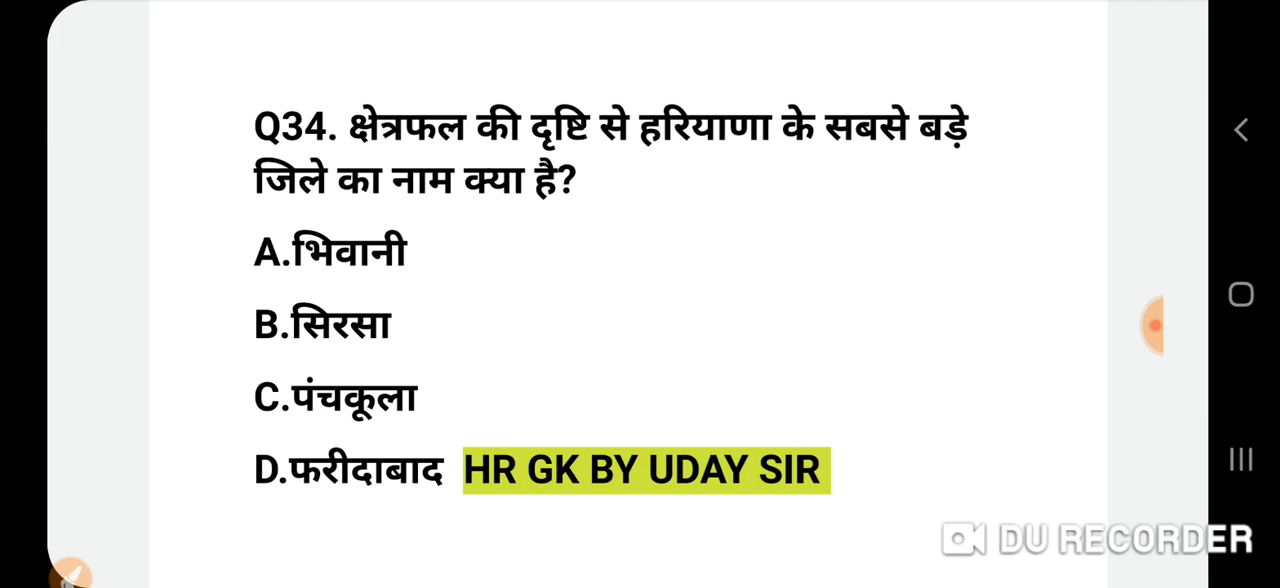 Q34. क्षेत्रफल की दृष्टि से हरियाणा के सबसे बड़े
जिले का नाम क्या है?
A.भिवानी
B.सिरसा
C.पंचकूला
D.फरीदाबाद HR GK BY UDAY SIR
DU RECORDER